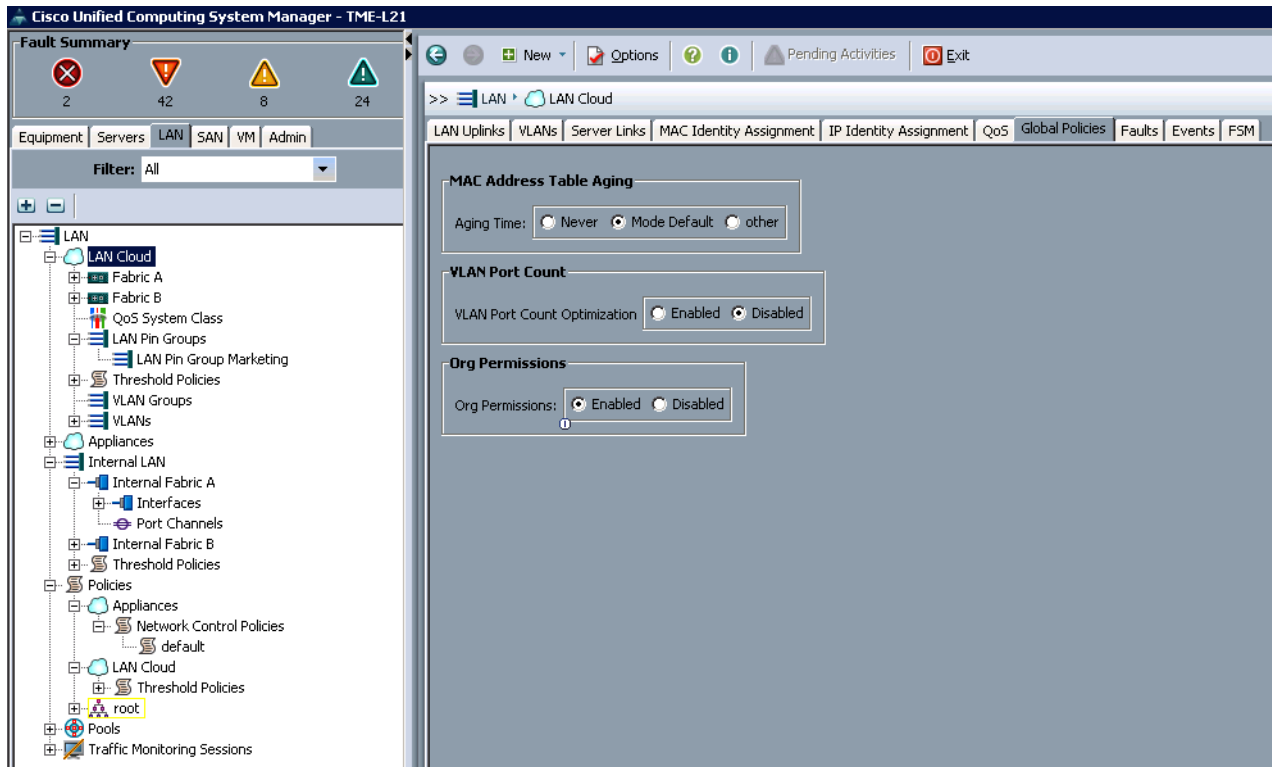 Cisco Unified Computing System Manager - TME-L21
Fault Summary
2 42 8 24
Equipment Servers LAN SAN VM Admin
Filter: All
LAN
LAN Cloud
Fabric A
Fabric B
QoS System Class
LAN Pin Groups
LAN Pin Group Marketing
Threshold Policies
VLAN Groups
VLANs
Appliances
Internal LAN
Internal Fabric A
Interfaces
Port Channels
Internal Fabric B
Threshold Policies
Policies
Appliances
Network Control Policies
default
LAN Cloud
Threshold Policies
root
Pools
Traffic Monitoring Sessions
New Options Pending Activities Exit
>> LAN LAN Cloud
LAN Uplinks VLANs Server Links MAC Identity Assignment IP Identity Assignment QoS Global Policies Faults Events FSM
MAC Address Table Aging
Aging Time: Never Mode Default other
VLAN Port Count
VLAN Port Count Optimization Enabled Disabled
Org Permissions
Org Permissions: Enabled Disabled